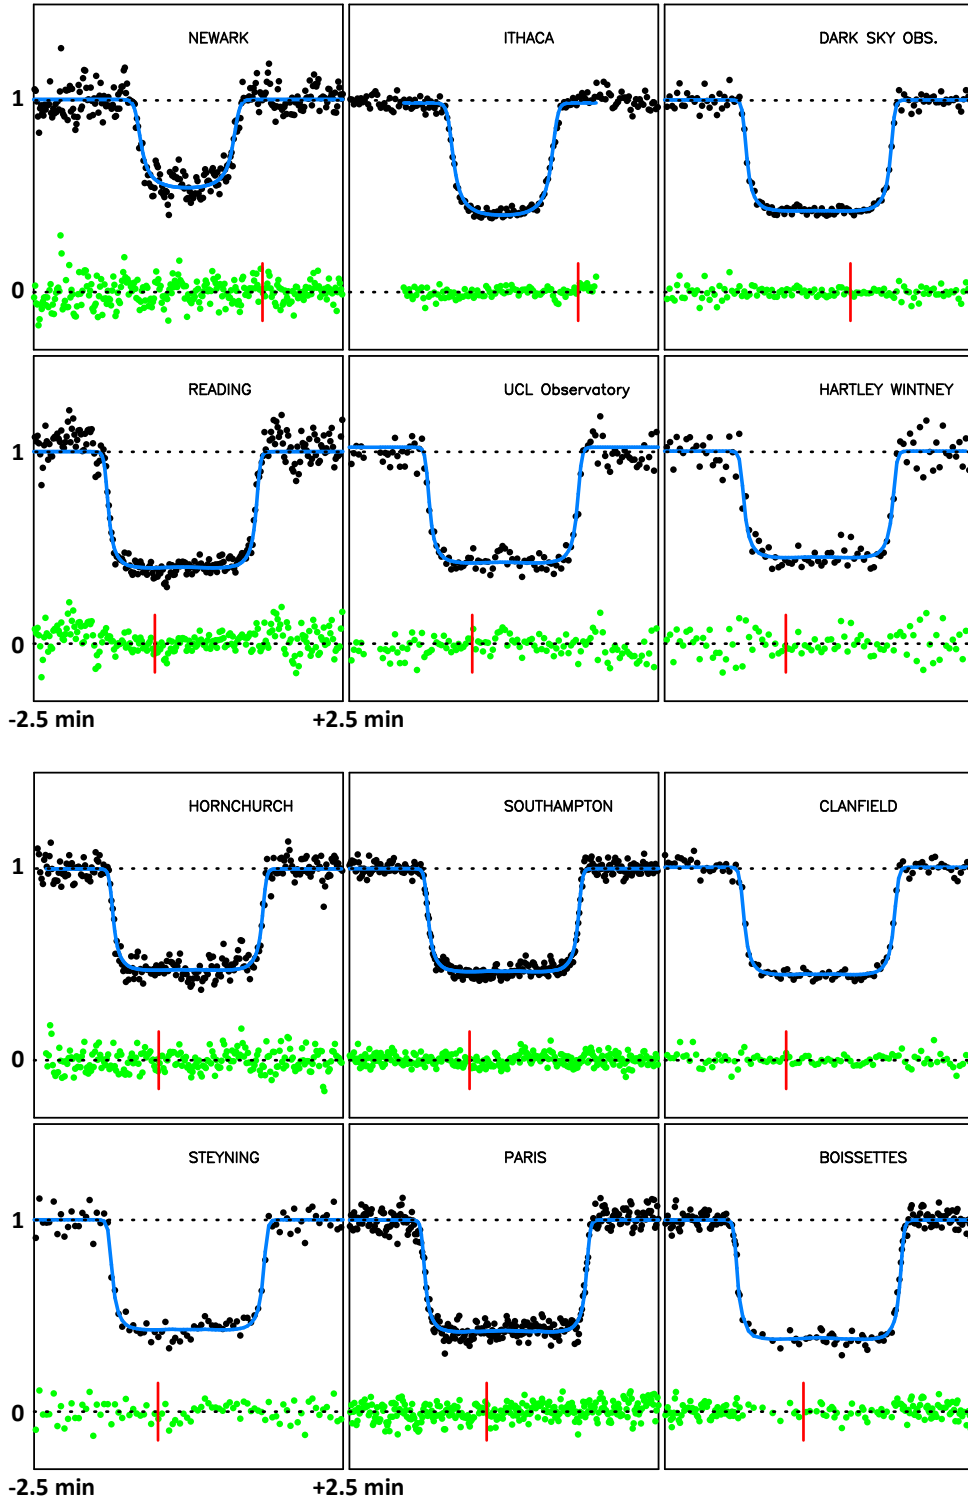 NEWARK ITHACA DARK SKY OBS.
1
0
READING UCL Observatory HARTLEY WINTNEY
1
0
-2.5 min +2.5 min
HORNCHURCH SOUTHAMPTON CLANFIELD
1
0
STEYNING PARIS BOISSETTES
1
0
-2.5 min +2.5 min